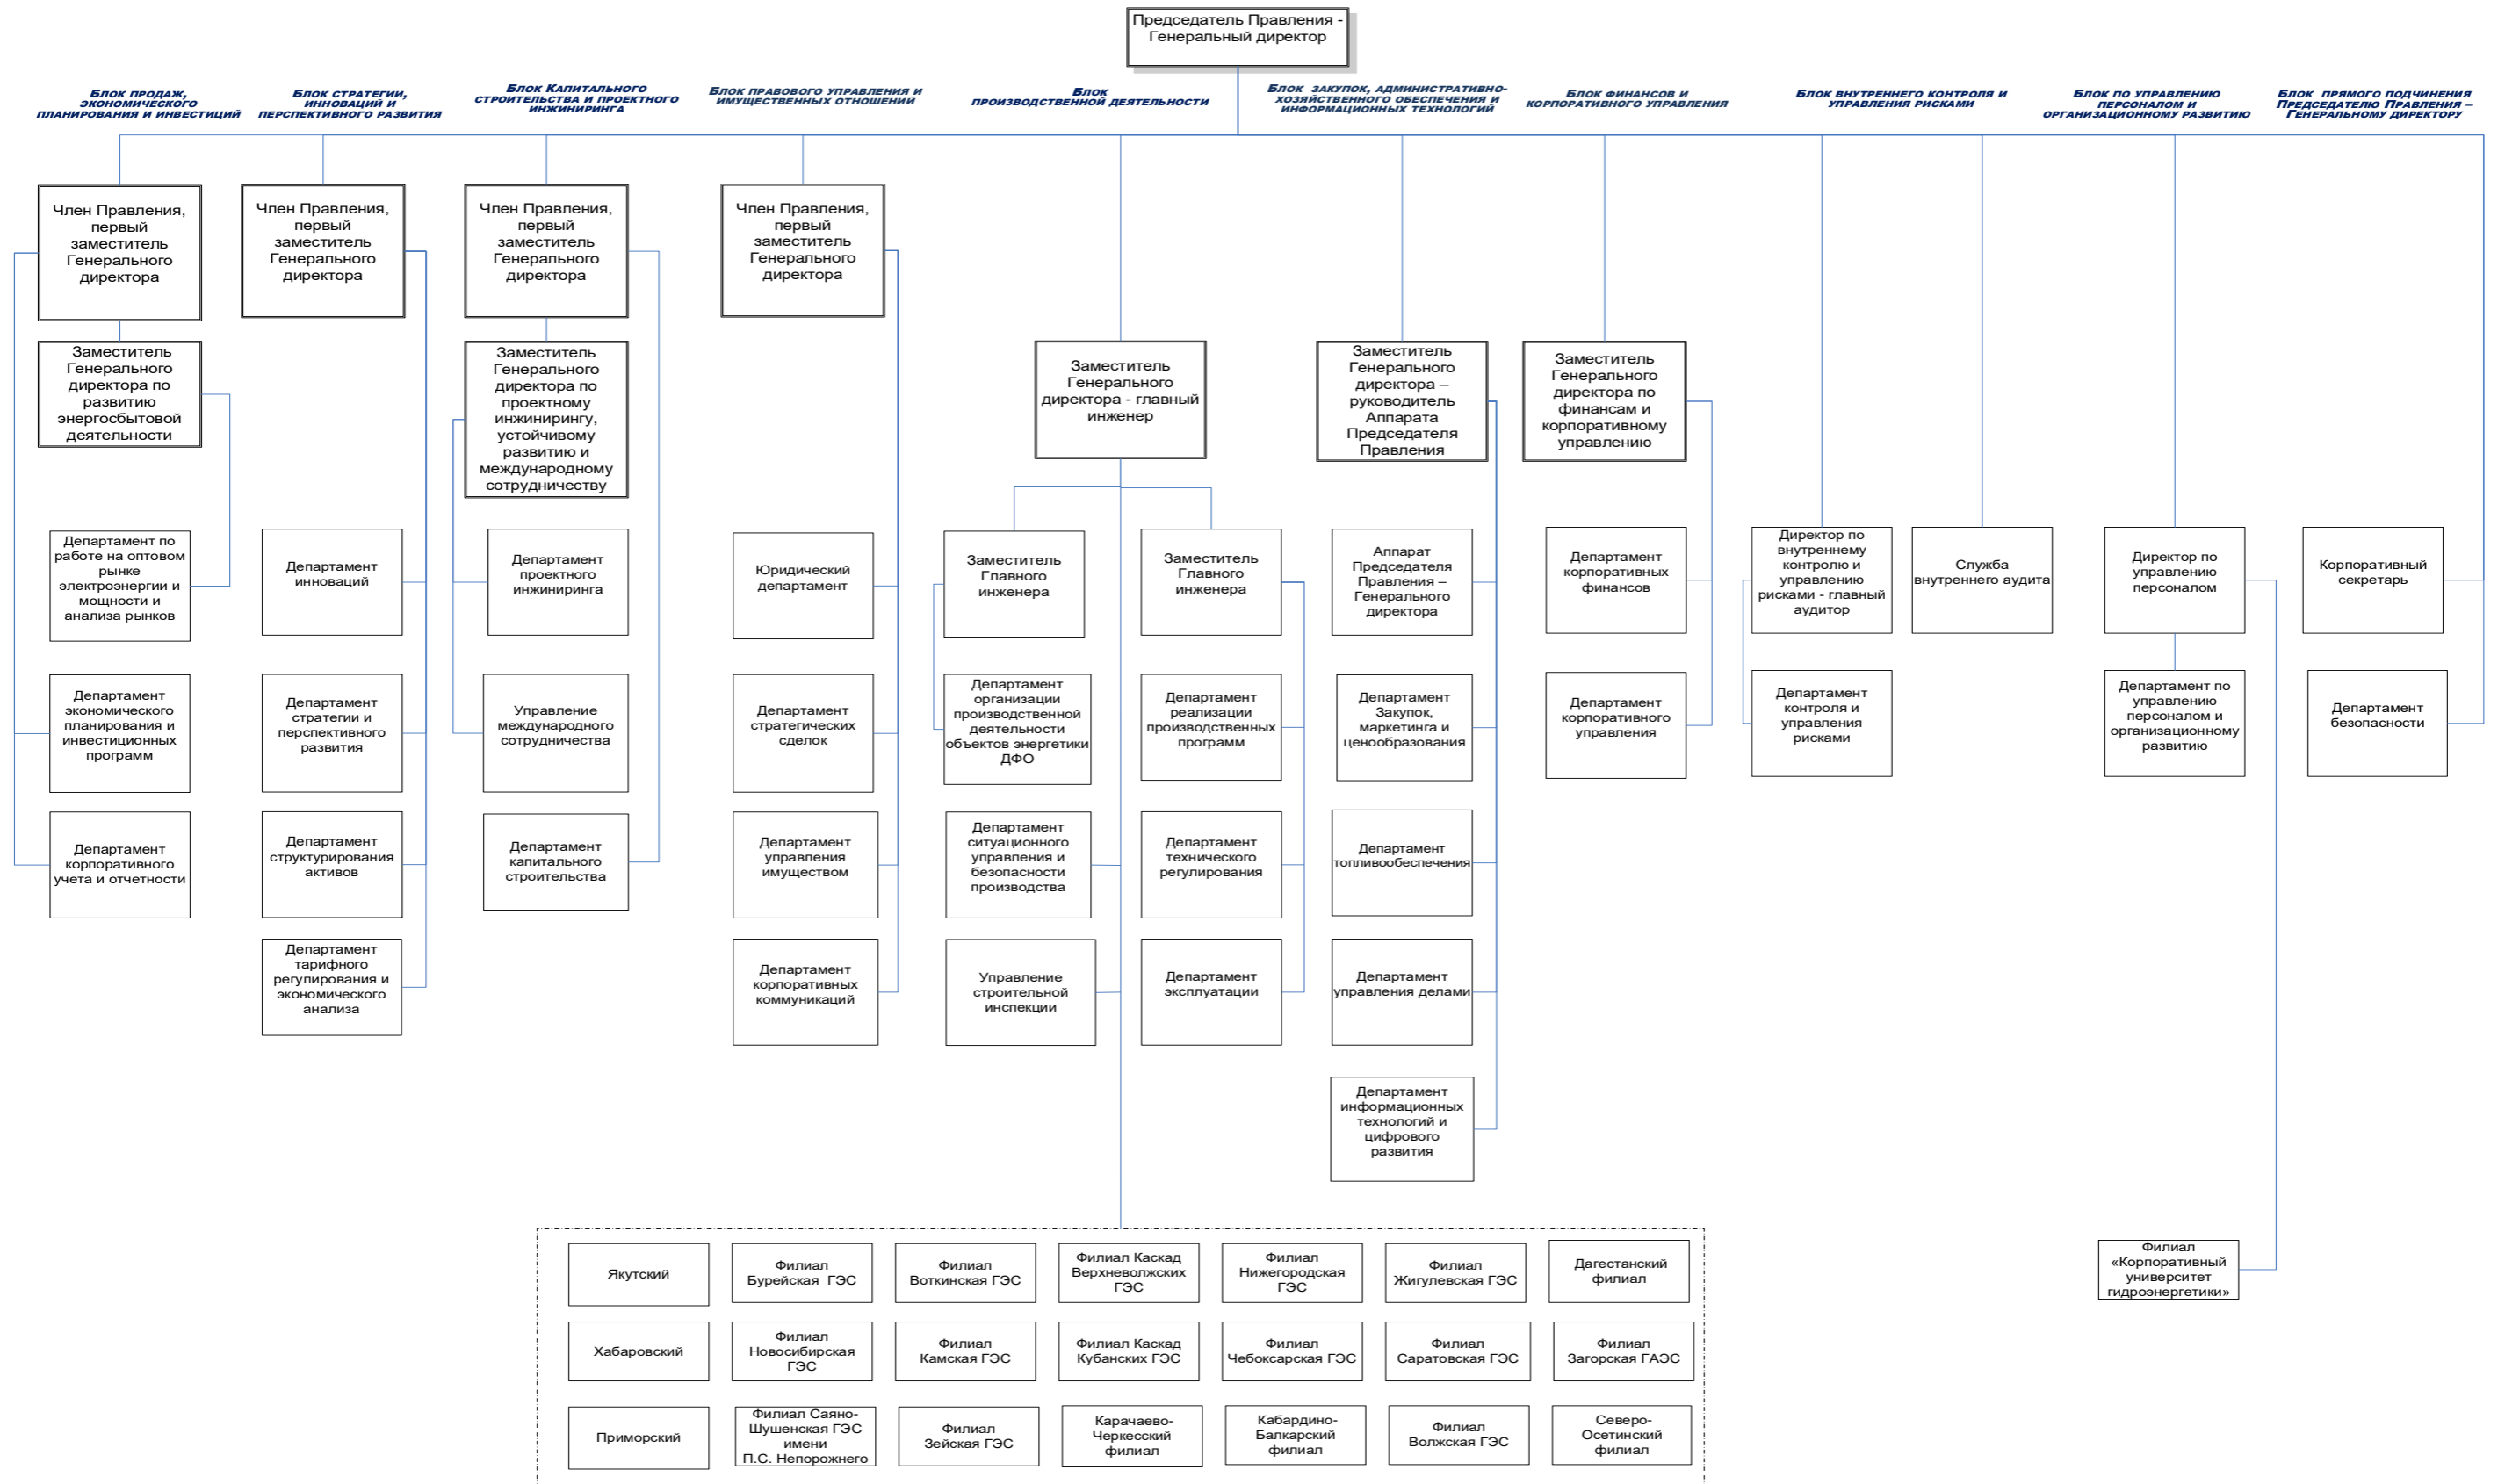 Председатель Правления -
Генеральный директор
Блок продаж,
экономического
планирования и инвестиций
Блок стратегии,
инноваций и
перспективного развития
Блок Капитального
строительства и проектного
инжиниринга
Блок правового управления и
имущественных отношений
Блок
производственной деятельности
Блок закупок, административно-
хозяйственного обеспечения и
информационных технологий
Блок финансов и
корпоративного управления
Блок внутреннего контроля и
управления рисками
Блок по управлению
персоналом и
организационному развитию
Блок прямого подчинения
Председателю Правления –
Генеральному директору
Член Правления,
первый
заместитель
Генерального
директора
Член Правления,
первый
заместитель
Генерального
директора
Член Правления,
первый
заместитель
Генерального
директора
Член Правления,
первый
заместитель
Генерального
директора
Заместитель
Генерального
директора по
развитию
энергосбытовой
деятельности
Заместитель
Генерального
директора по
проектному
инжинирингу,
устойчивому
развитию и
международному
сотрудничеству
Заместитель
Генерального
директора - главный
инженер
Заместитель
Генерального
директора –
руководитель
Аппарата
Председателя
Правления
Заместитель
Генерального
директора по
финансам и
корпоративному
управлению
Департамент по
работе на оптовом
рынке
электроэнергии и
мощности и
анализа рынков
Департамент
инноваций
Департамент
проектного
инжиниринга
Юридический
департамент
Заместитель
Главного
инженера
Заместитель
Главного
инженера
Аппарат
Председателя
Правления –
Генерального
директора
Департамент
корпоративных
финансов
Директор по
внутреннему
контролю и
управлению
рисками - главный
аудитор
Служба
внутреннего аудита
Директор по
управлению
персоналом
Корпоративный
секретарь
Департамент
экономического
планирования и
инвестиционных
программ
Департамент
стратегии и
перспективного
развития
Управление
международного
сотрудничества
Департамент
стратегических
сделок
Департамент
организации
производственной
деятельности
объектов энергетики
ДФО
Департамент
реализации
производственных
программ
Департамент
Закупок,
маркетинга и
ценообразования
Департамент
корпоративного
управления
Департамент
контроля и
управления
рисками
Департамент по
управлению
персоналом и
организационному
развитию
Департамент
безопасности
Департамент
корпоративного
учета и отчетности
Департамент
структурирования
активов
Департамент
капитального
строительства
Департамент
управления
имуществом
Департамент
ситуационного
управления и
безопасности
производства
Департамент
технического
регулирования
Департамент
топливообеспечения
Департамент
тарифного
регулирования и
экономического
анализа
Департамент
корпоративных
коммуникаций
Управление
строительной
инспекции
Департамент
эксплуатации
Департамент
управления делами
Департамент
информационных
технологий и
цифрового
развития
Якутский
Филиал
Бурейская ГЭС
Филиал
Воткинская ГЭС
Филиал Каскад
Верхневолжских
ГЭС
Филиал
Нижегородская
ГЭС
Филиал
Жигулевская ГЭС
Дагестанский
филиал
Филиал
«Корпоративный
университет
гидроэнергетики»
Хабаровский
Филиал
Новосибирская
ГЭС
Филиал
Камская ГЭС
Филиал Каскад
Кубанских ГЭС
Филиал
Чебоксарская ГЭС
Филиал
Саратовская ГЭС
Филиал
Загорская ГАЭС
Приморский
Филиал Саяно-
Шушенская ГЭС
имени
П.С. Непорожнего
Филиал
Зейская ГЭС
Карачаево-
Черкесский
филиал
Кабардино-
Балкарский
филиал
Филиал
Волжская ГЭС
Северо-
Осетинский
филиал